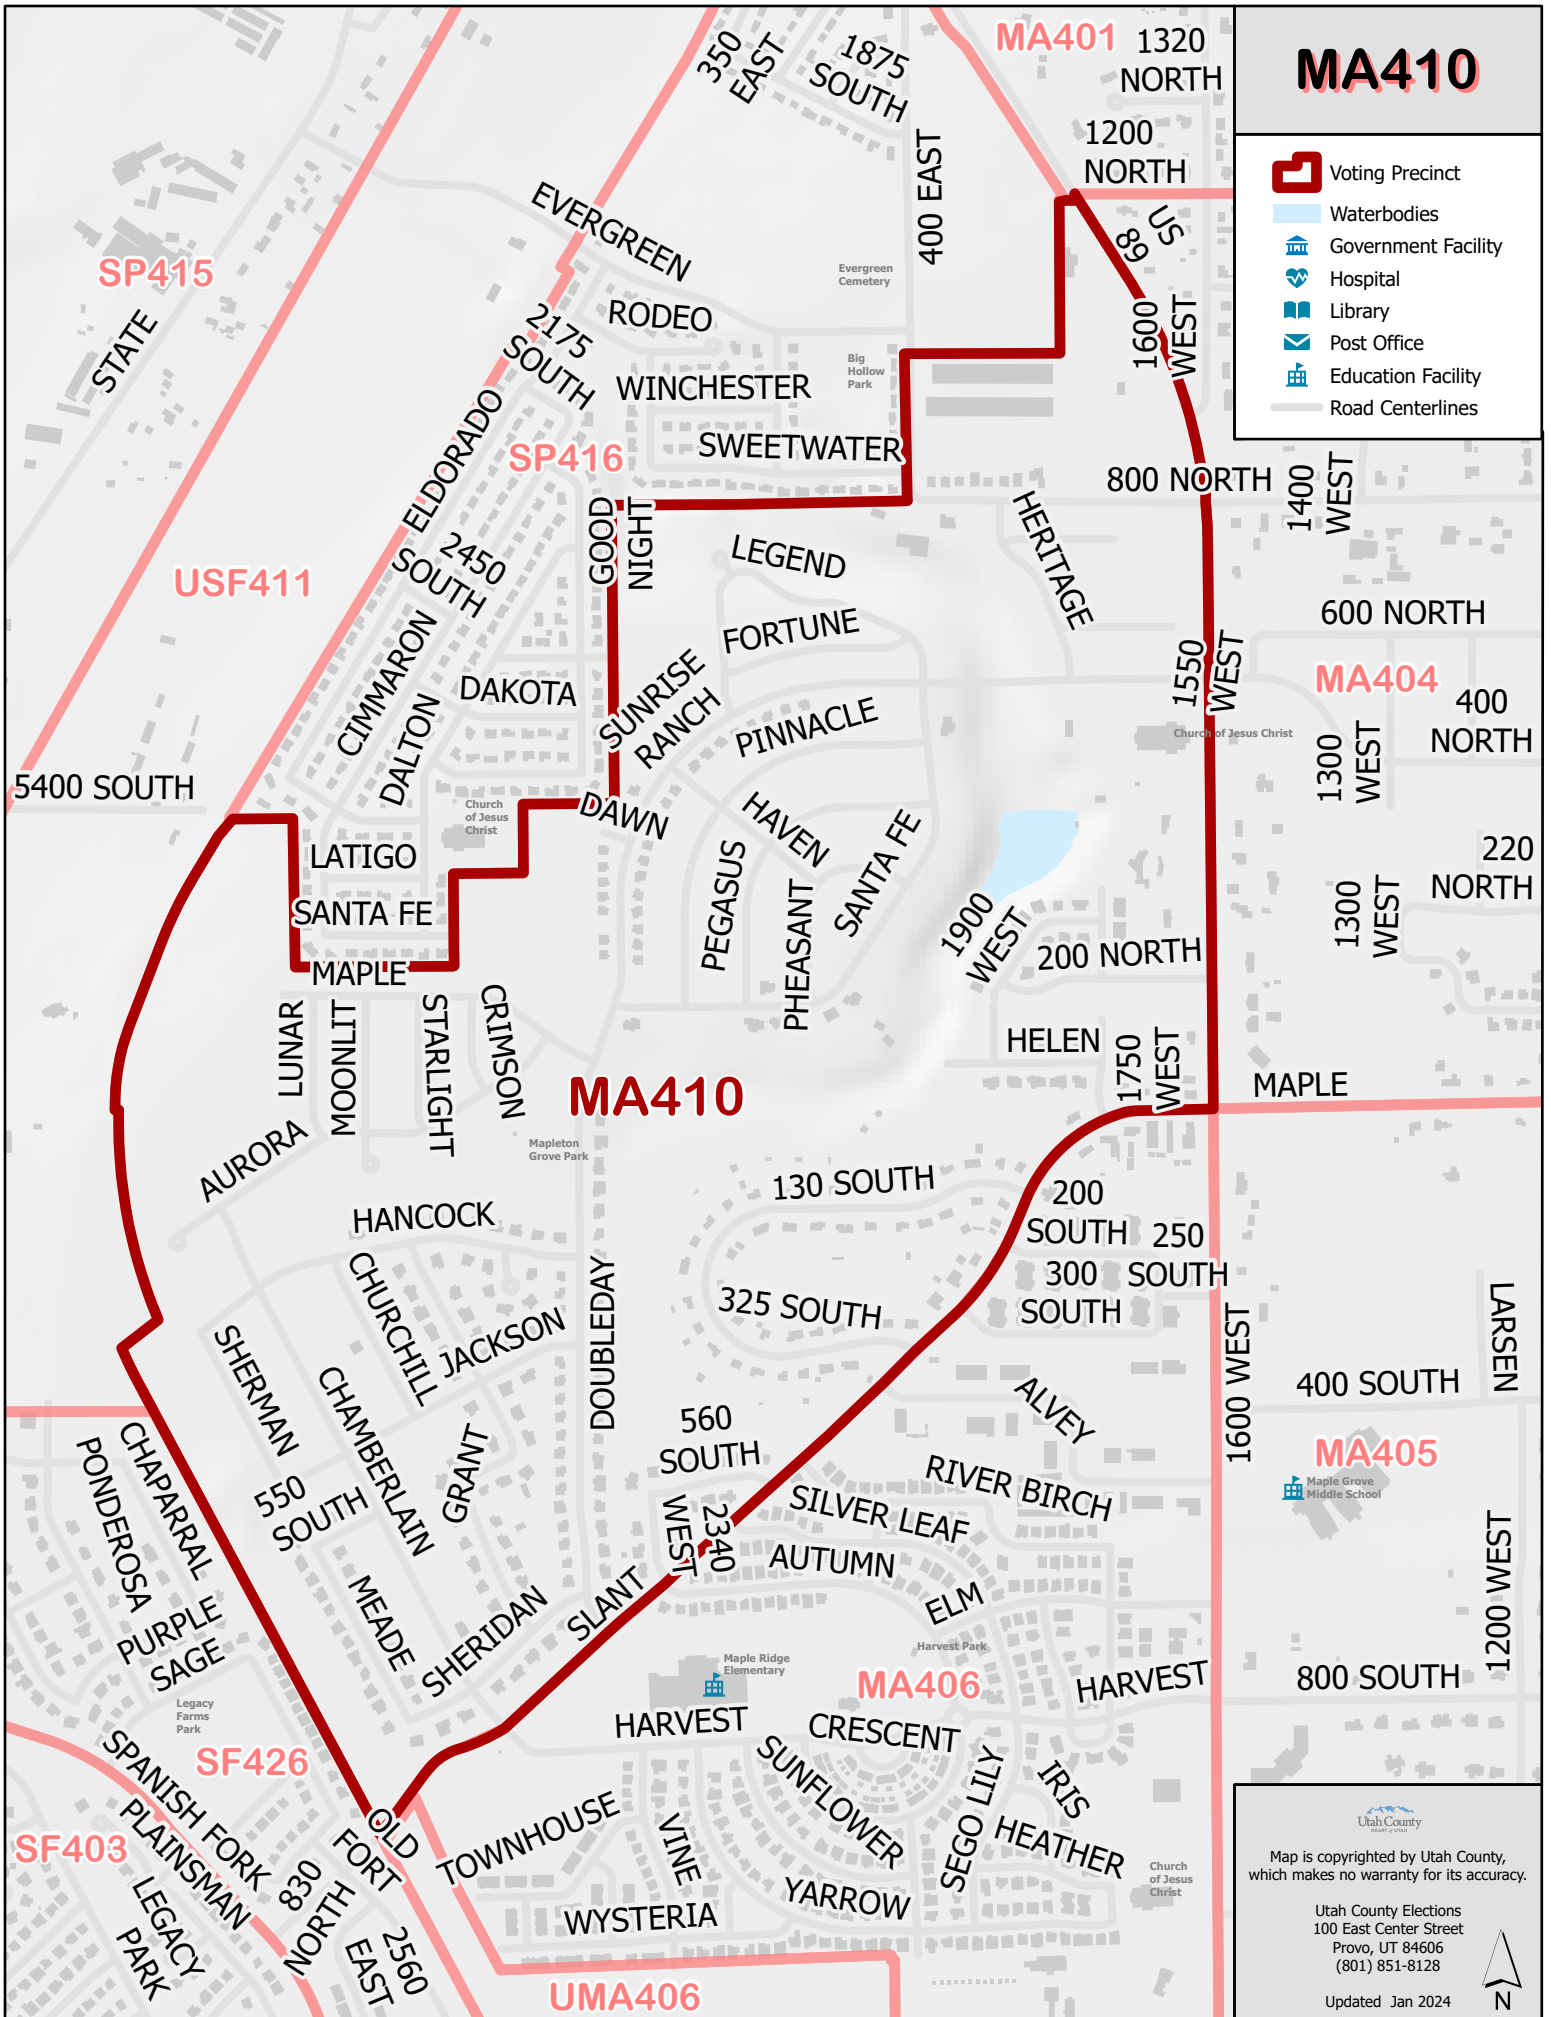 MA410
Voting Precinct
Waterbodies
Government Facility
Hospital
Library
Post Office
Education Facility
Road Centerlines
MA401
1320
NORTH
350
EAST
1875
SOUTH
1200
NORTH
400 EAST
US
89
EVERGREEN
Evergreen
Cemetery
SP415
STATE
RODEO
2175
SOUTH
1600
WEST
Big
Hollow
Park
WINCHESTER
ELDORADO
SP416
SWEETWATER
800 NORTH
1400
WEST
GOOD
NIGHT
HERITAGE
2450
SOUTH
LEGEND
USF411
600 NORTH
FORTUNE
CIMMARON
1550
WEST
MA404
DAKOTA
SUNRISE
RANCH
400
NORTH
DALTON
PINNACLE
Church of Jesus Christ
1300
WEST
5400 SOUTH
Church
of Jesus
Christ
DAWN
HAVEN
LATIGO
220
NORTH
SANTA FE
PEGASUS
SANTA FE
PHEASANT
1900
WEST
1300
WEST
200 NORTH
MAPLE
LUNAR
MOONLIT
STARLIGHT
CRIMSON
HELEN
1750
WEST
MAPLE
MA410
AURORA
Mapleton
Grove Park
130 SOUTH
200
SOUTH
250
SOUTH
HANCOCK
300
SOUTH
CHURCHILL
DOUBLEDAY
325 SOUTH
LARSEN
JACKSON
SHERMAN
1600 WEST
400 SOUTH
CHAMBERLAIN
ALVEY
560
SOUTH
CHAPARRAL
PONDEROSA
GRANT
MA405
Maple Grove
Middle School
550
SOUTH
RIVER BIRCH
2340
WEST
SILVER LEAF
AUTUMN
1200 WEST
MEADE
SHERIDAN
SLANT
ELM
PURPLE
SAGE
Maple Ridge
Elementary
Harvest Park
MA406
HARVEST
800 SOUTH
Legacy
Farms
Park
HARVEST
CRESCENT
SF426
SPANISH FORK
SUNFLOWER
SEGO LILY
IRIS
SF403
PLAINSMAN
OLD
FORT
TOWNHOUSE
VINE
HEATHER
Church
of Jesus
Christ
830
NORTH
LEGACY
PARK
YARROW
WYSTERIA
2560
EAST
UMA406
Utah County
HEART of UTAH
Map is copyrighted by Utah County,
which makes no warranty for its accuracy.
Utah County Elections
100 East Center Street
Provo, UT 84606
(801) 851-8128
Updated Jan 2024
N